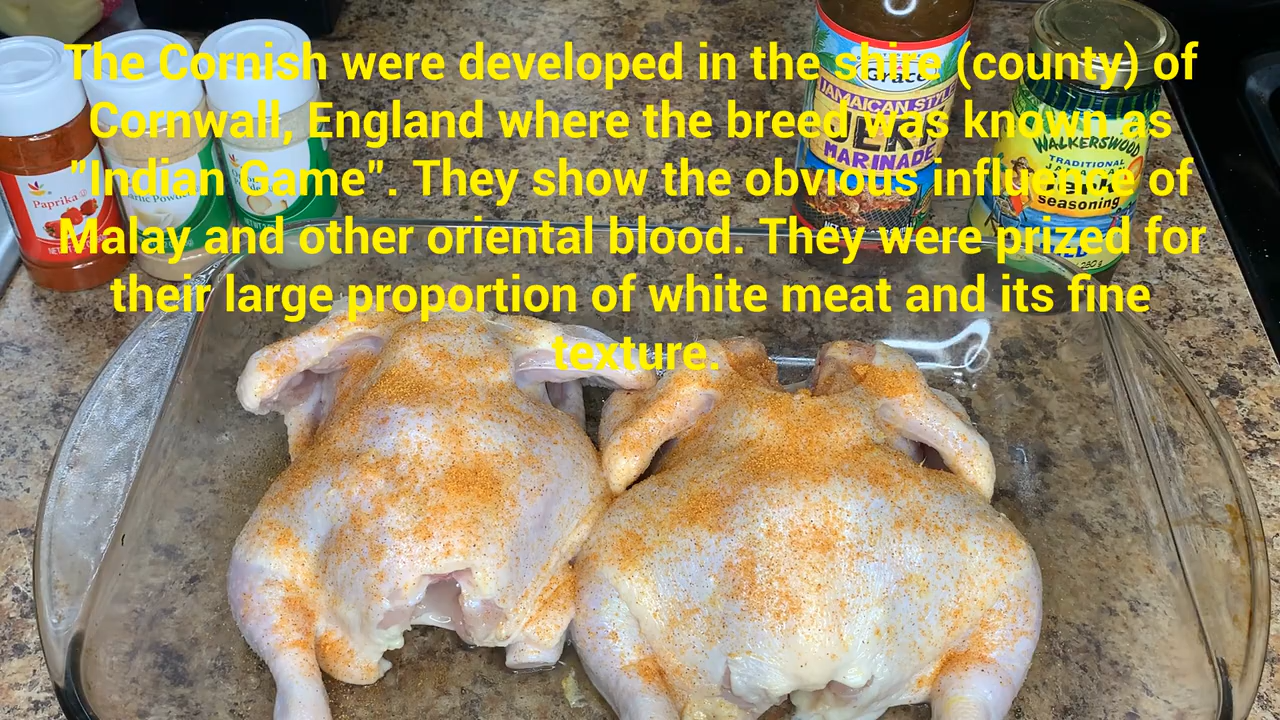 The Cornish were developed in the shire (county) of
Cornwall, England where the breed was known as
"Indian Game". They show the obvious influence of
Malay and other oriental blood. They were prized for
their large proportion of white meat and its fine
texture.
Paprika
Powder
Grace
JAMAICAN STYLE
JERK
MARINADE
WALKERSWOOD
TRADITIONAL
seasoning